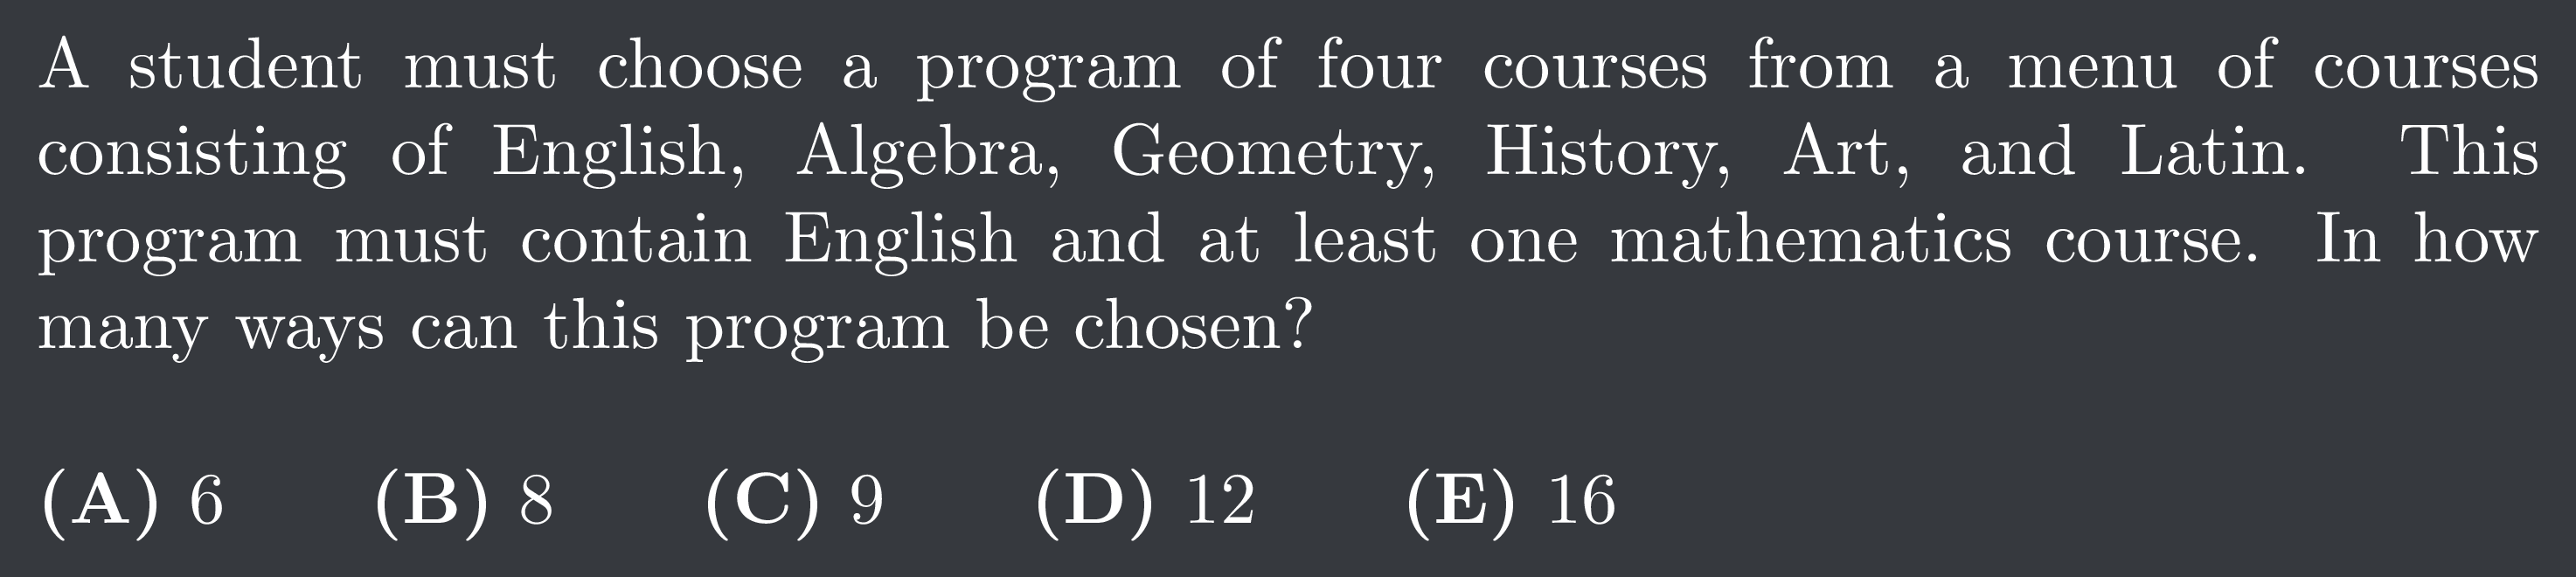 A student must choose a program of four courses from a menu of courses
consisting of English, Algebra, Geometry, History, Art, and Latin. This
program must contain English and at least one mathematics course. In how
many ways can this program be chosen?
(A) 6 (B) 8 (C) 9 (D) 12 (E) 16